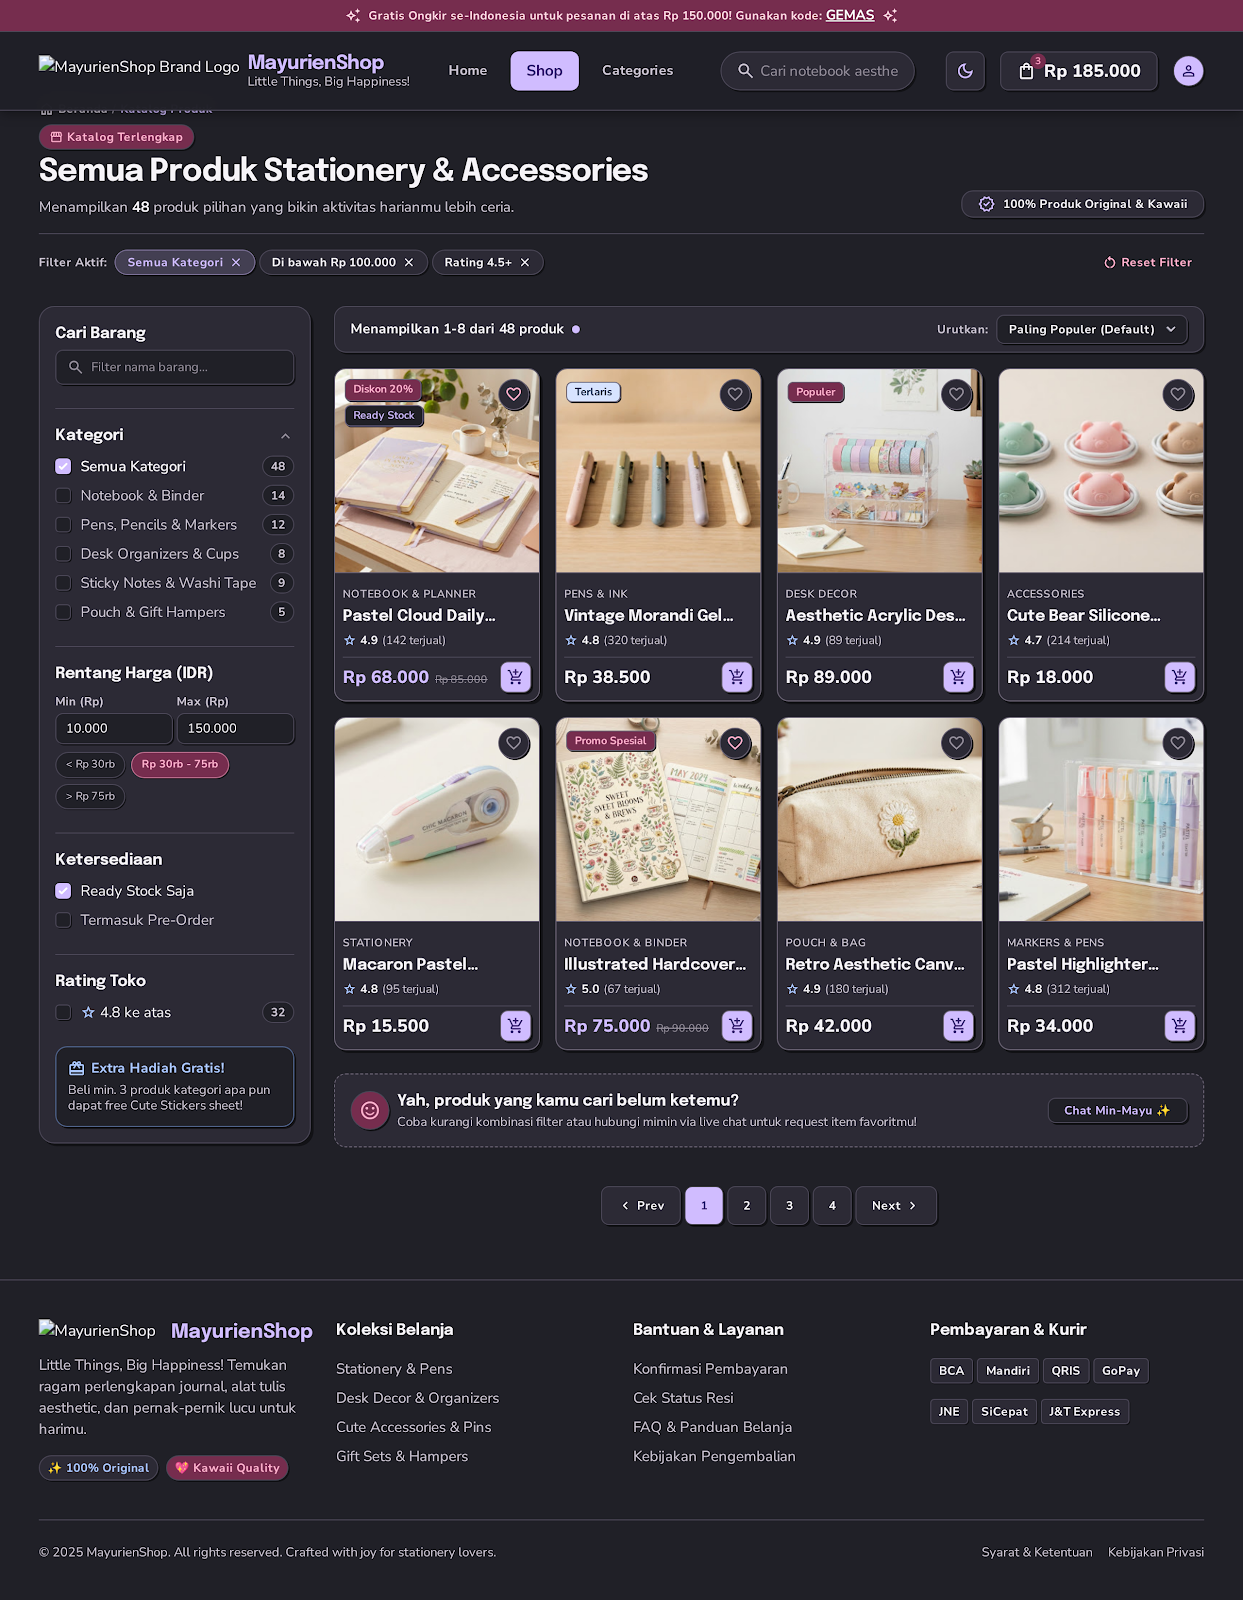 Gratis Ongkir se-Indonesia untuk pesanan di atas Rp 150.000! Gunakan kode: GEMAS
MayurienShop Brand Logo
MayurienShop
Little Things, Big Happiness!
Home
Shop
Categories
Cari notebook aesthe
3
Rp 185.000
Beranda / Katalog Produk
Katalog Terlengkap
Semua Produk Stationery & Accessories
Menampilkan 48 produk pilihan yang bikin aktivitas harianmu lebih ceria.
100% Produk Original & Kawaii
Filter Aktif:
Semua Kategori ✕
Di bawah Rp 100.000 ✕
Rating 4.5+ ✕
Reset Filter
Cari Barang
Filter nama barang...
Kategori
Semua Kategori 48
Notebook & Binder 14
Pens, Pencils & Markers 12
Desk Organizers & Cups 8
Sticky Notes & Washi Tape 9
Pouch & Gift Hampers 5
Rentang Harga (IDR)
Min (Rp) Max (Rp)
10.000 150.000
< Rp 30rb Rp 30rb - 75rb
> Rp 75rb
Ketersediaan
Ready Stock Saja
Termasuk Pre-Order
Rating Toko
4.8 ke atas 32
Extra Hadiah Gratis!
Beli min. 3 produk kategori apa pun
dapat free Cute Stickers sheet!
Menampilkan 1-8 dari 48 produk
Urutkan: Paling Populer (Default)
Diskon 20%
Ready Stock
NOTEBOOK & PLANNER
Pastel Cloud Daily...
4.9 (142 terjual)
Rp 68.000 Rp 85.000
Terlaris
PENS & INK
Vintage Morandi Gel...
4.8 (320 terjual)
Rp 38.500
Populer
DESK DECOR
Aesthetic Acrylic Des...
4.9 (89 terjual)
Rp 89.000
ACCESSORIES
Cute Bear Silicone...
4.7 (214 terjual)
Rp 18.000
CHIC MACARON
STATIONERY
Macaron Pastel...
4.8 (95 terjual)
Rp 15.500
Promo Spesial
SWEET
SVEET BLOOMS
& BREWS
MAY 2024
NOTEBOOK & BINDER
Illustrated Hardcover...
5.0 (67 terjual)
Rp 75.000 Rp 90.000
POUCH & BAG
Retro Aesthetic Canv...
4.9 (180 terjual)
Rp 42.000
MARKERS & PENS
Pastel Highlighter...
4.8 (312 terjual)
Rp 34.000
Yah, produk yang kamu cari belum ketemu?
Coba kurangi kombinasi filter atau hubungi mimin via live chat untuk request item favoritmu!
Chat Min-Mayu ✨
Prev
1
2
3
4
Next
MayurienShop
MayurienShop
Little Things, Big Happiness! Temukan
ragam perlengkapan journal, alat tulis
aesthetic, dan pernak-pernik lucu untuk
harimu.
✨ 100% Original
💖 Kawaii Quality
Koleksi Belanja
Stationery & Pens
Desk Decor & Organizers
Cute Accessories & Pins
Gift Sets & Hampers
Bantuan & Layanan
Konfirmasi Pembayaran
Cek Status Resi
FAQ & Panduan Belanja
Kebijakan Pengembalian
Pembayaran & Kurir
BCA Mandiri QRIS GoPay
JNE SiCepat J&T Express
© 2025 MayurienShop. All rights reserved. Crafted with joy for stationery lovers.
Syarat & Ketentuan
Kebijakan Privasi